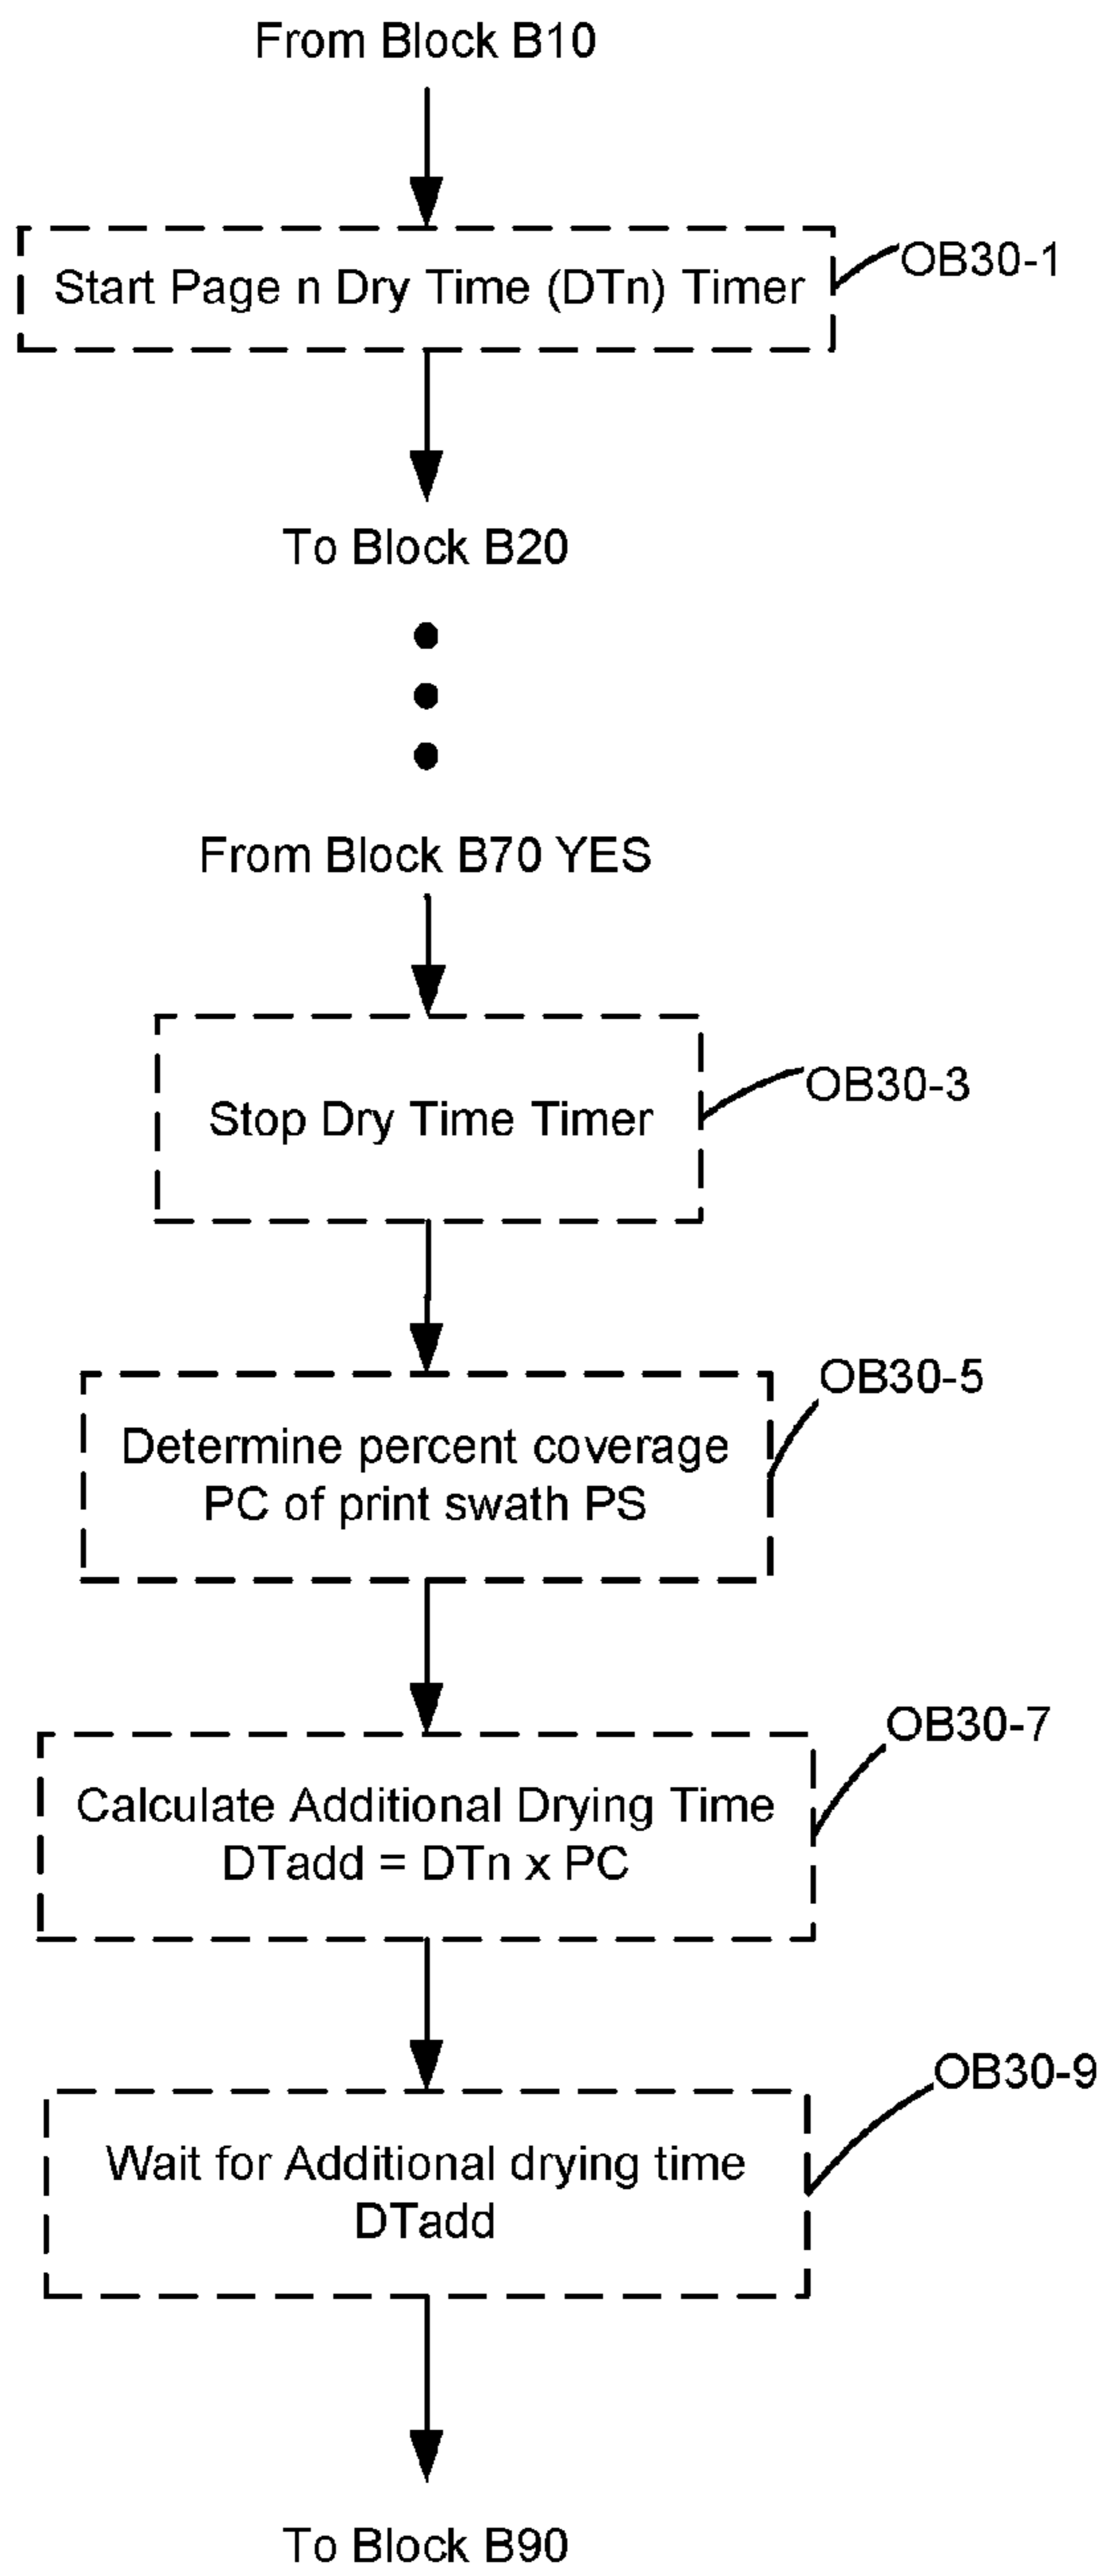 From Block B10
Start Page n Dry Time (DTn) Timer
OB30-1
To Block B20
From Block B70 YES
Stop Dry Time Timer
OB30-3
Determine percent coverage
PC of print swath PS
OB30-5
Calculate Additional Drying Time
DTadd = DTn x PC
OB30-7
Wait for Additional drying time
DTadd
OB30-9
To Block B90